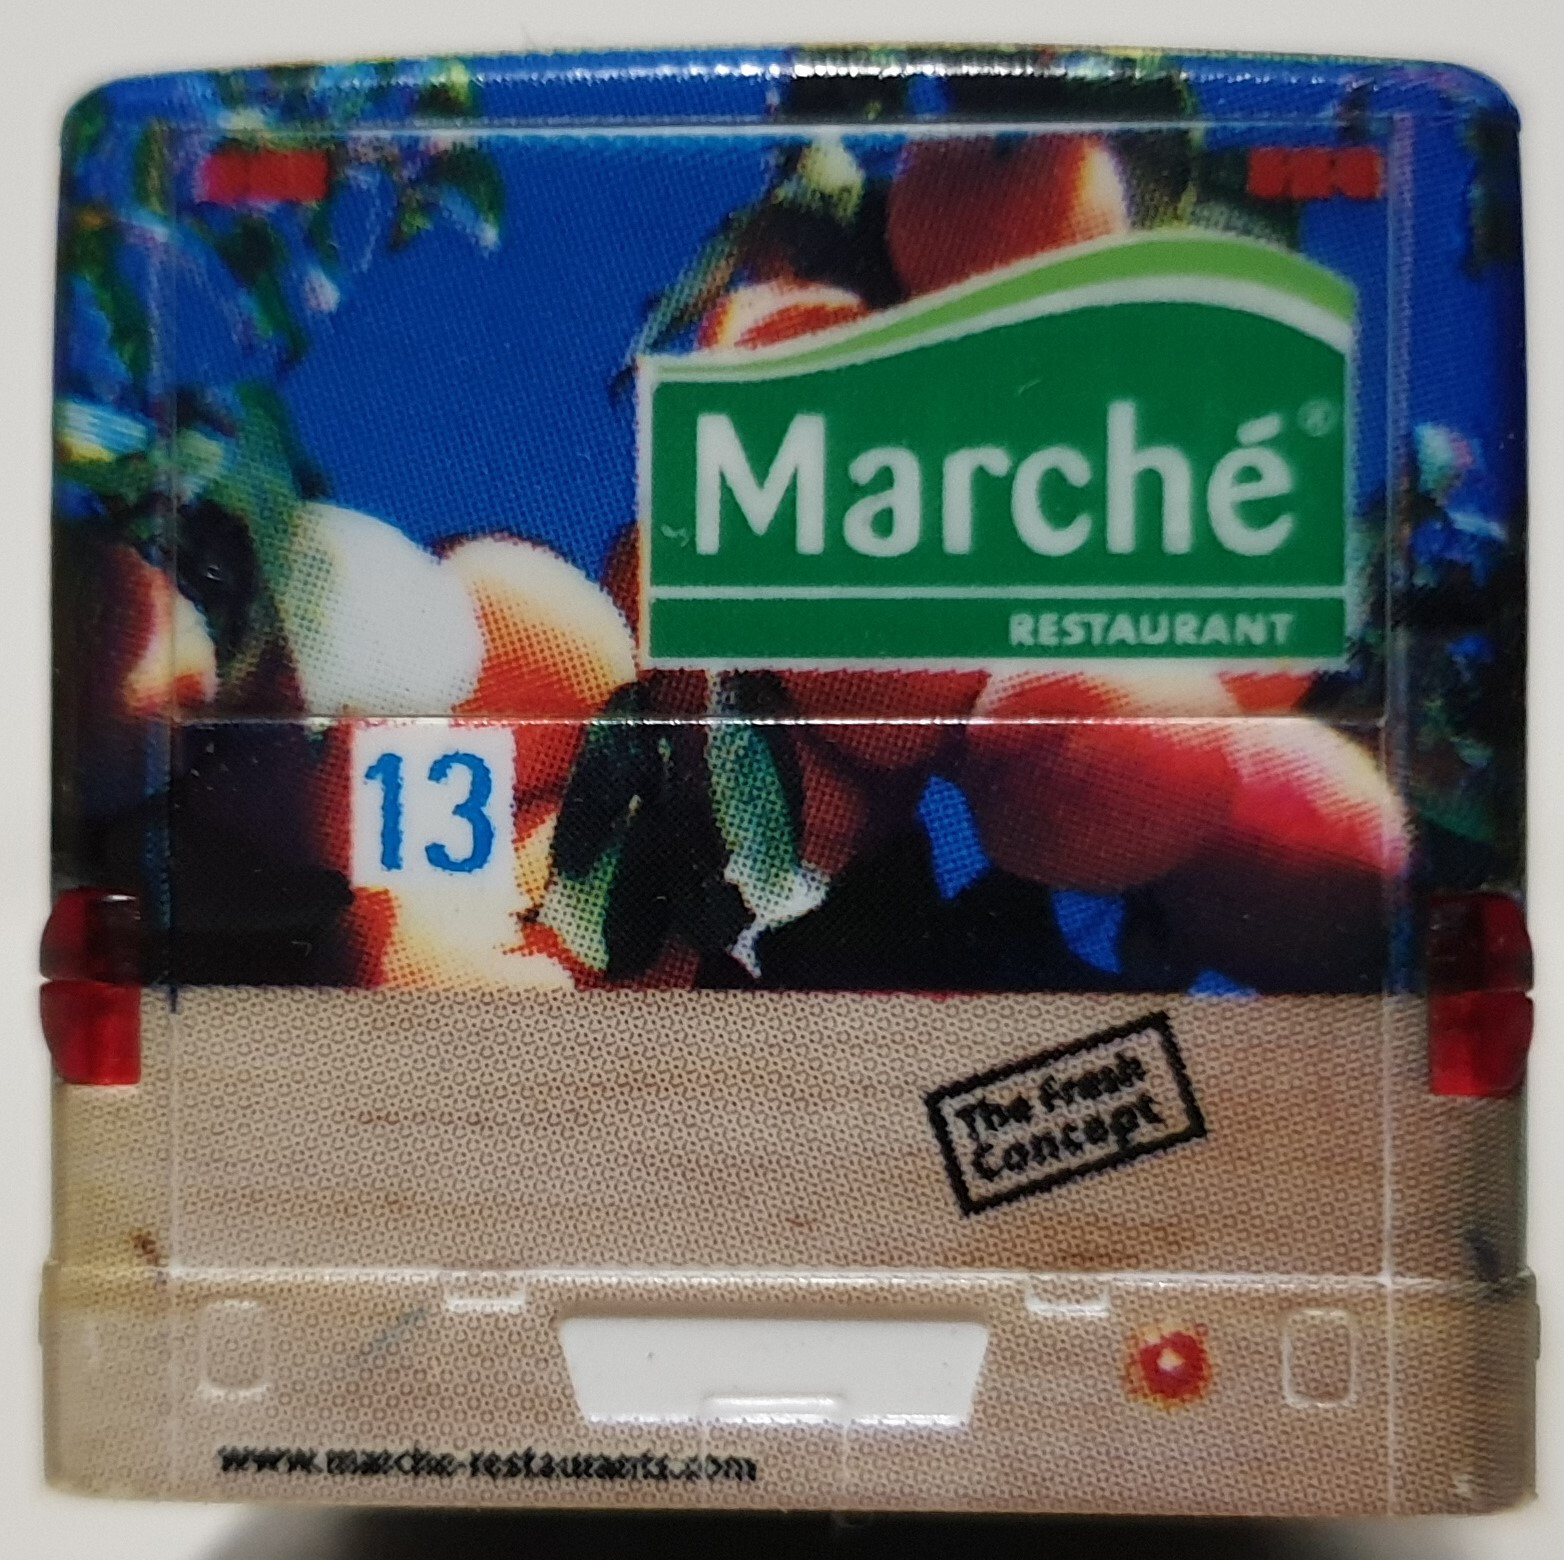 Marché®
RESTAURANT
13
The Fresh
Concept
www.marche-restaurants.com